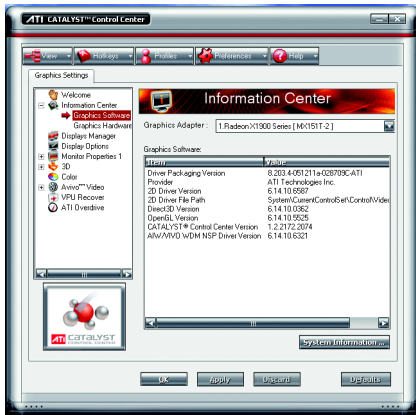 ATI CATALYST™ Control Center
View Hotkeys Profiles Preferences Help
Graphics Settings
Welcome
Information Center
Graphics Software
Graphics Hardware
Displays Manager
Display Options
Monitor Properties 1
3D
Color
Avivo™ Video
VPU Recover
ATI Overdrive
ATI CATALYST
CONTROL CENTER
Information Center
Graphics Adapter : 1.Radeon X1900 Series [ MX151T-2 ]
Graphics Software:
Item Value
Driver Packaging Version 8.203.4-051211a-028709C-ATI
Provider ATI Technologies Inc.
2D Driver Version 6.14.10.6587
2D Driver File Path System\CurrentControlSet\Control\Video
Direct3D Version 6.14.10.0362
OpenGL Version 6.14.10.5525
CATALYST® Control Center Version 1.2.2172.2074
AIW/VIVO WDM NSP Driver Version 6.14.10.6321
System Information ...
OK Apply Discard Defaults